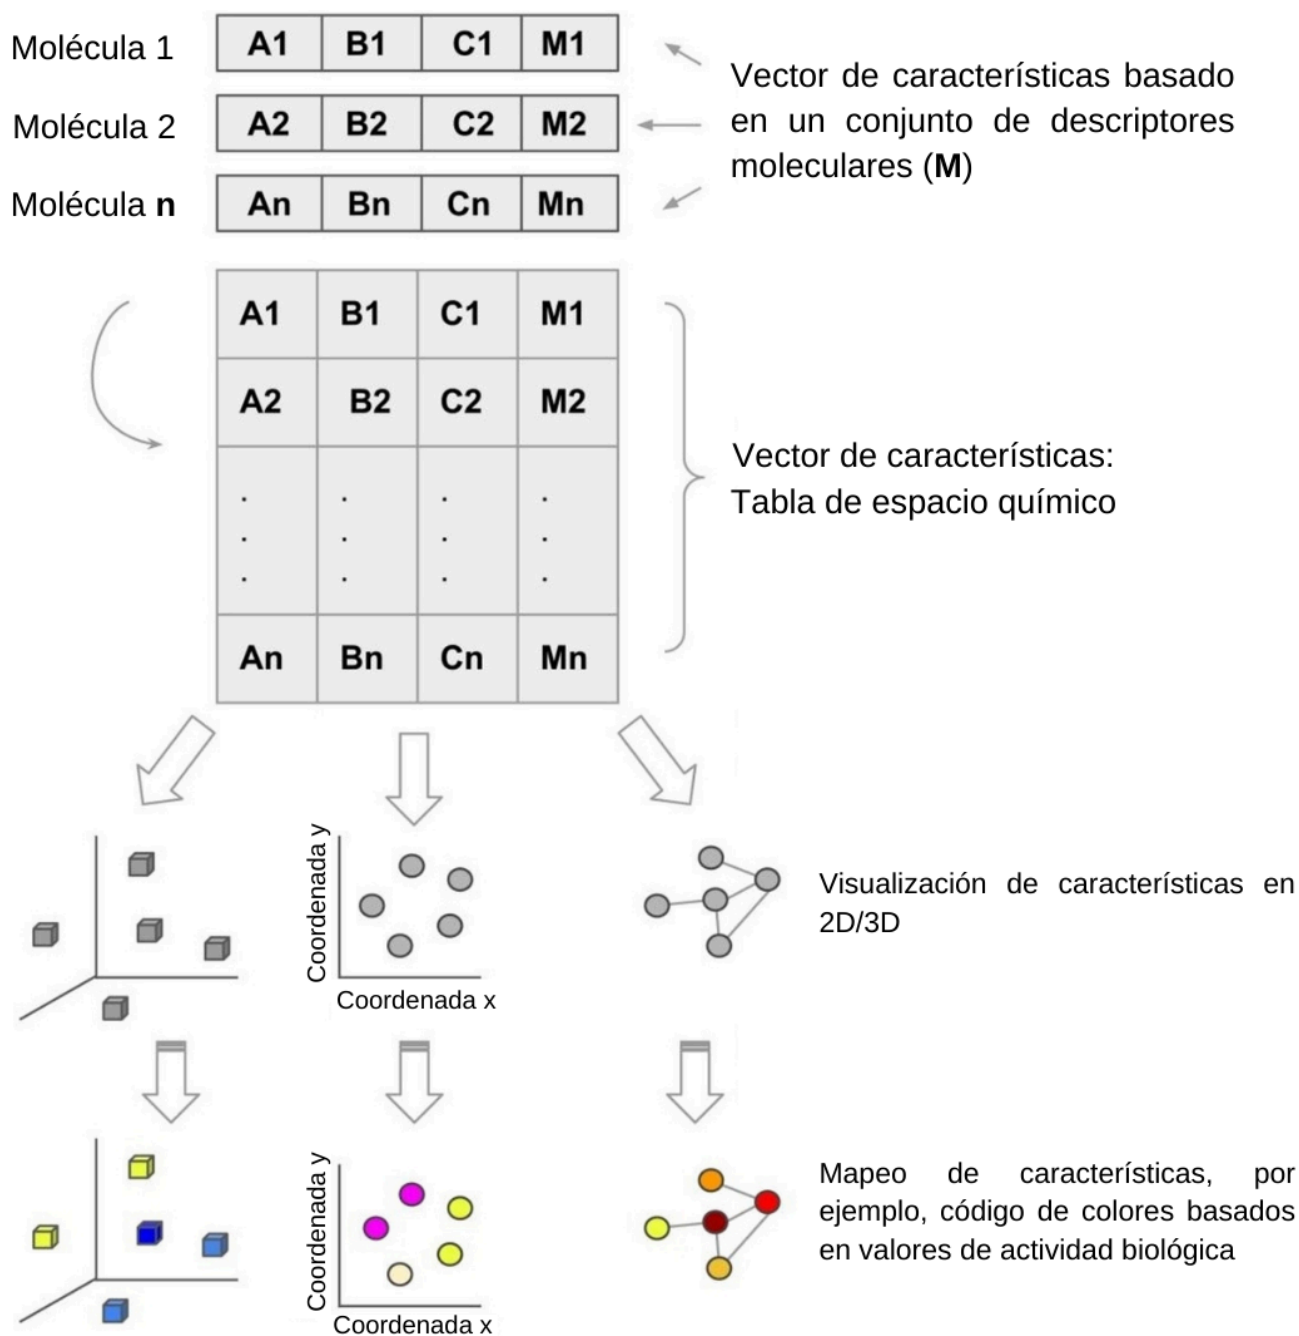 Molécula 1 A1 B1 C1 M1
Molécula 2 A2 B2 C2 M2
Molécula n An Bn Cn Mn
Vector de características basado
en un conjunto de descriptores
moleculares (M)
A1 B1 C1 M1
A2 B2 C2 M2
. . . .
. . . .
. . . .
An Bn Cn Mn
Vector de características:
Tabla de espacio químico
Coordenada y
Coordenada x
Visualización de características en
2D/3D
Coordenada y
Coordenada x
Mapeo de características, por
ejemplo, código de colores basados
en valores de actividad biológica